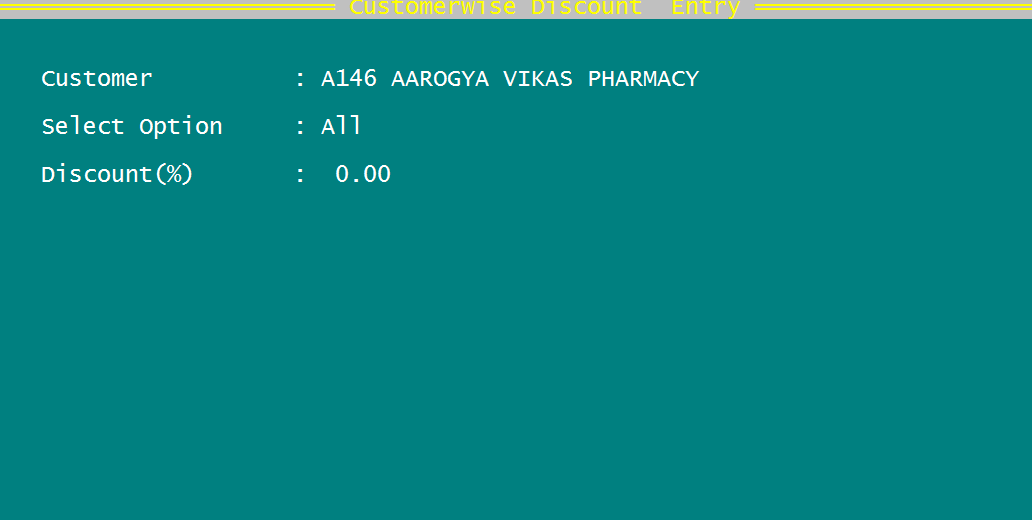 Customerwise Discount  Entry
Customer : A146 AAROGYA VIKAS PHARMACY
Select Option : All
Discount(%) : 0.00